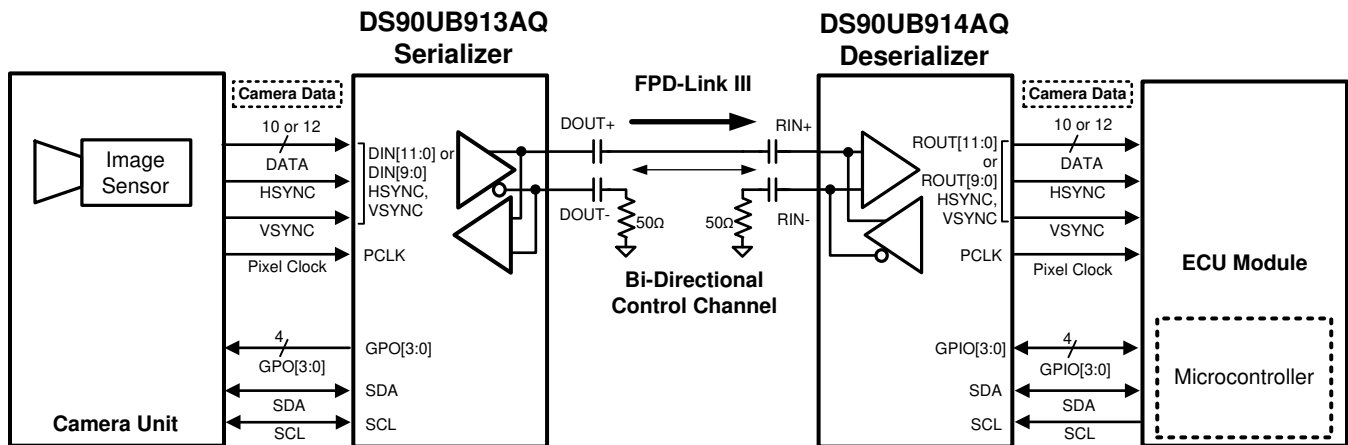 DS90UB913AQ
Serializer
DS90UB914AQ
Deserializer
FPD-Link III
Camera Data
10 or 12
DATA
HSYNC
VSYNC
Pixel Clock
Image
Sensor
DIN[11:0] or
DIN[9:0]
HSYNC,
VSYNC
PCLK
DOUT+
DOUT-
50Ω
50Ω
RIN+
RIN-
Bi-Directional
Control Channel
ROUT[11:0]
or
ROUT[9:0]
HSYNC,
VSYNC
PCLK
Camera Data
10 or 12
DATA
HSYNC
VSYNC
Pixel Clock
ECU Module
Microcontroller
4
GPO[3:0]
GPO[3:0]
SDA
SDA
SCL
SCL
Camera Unit
GPIO[3:0]
4
GPIO[3:0]
SDA
SDA
SCL
SCL